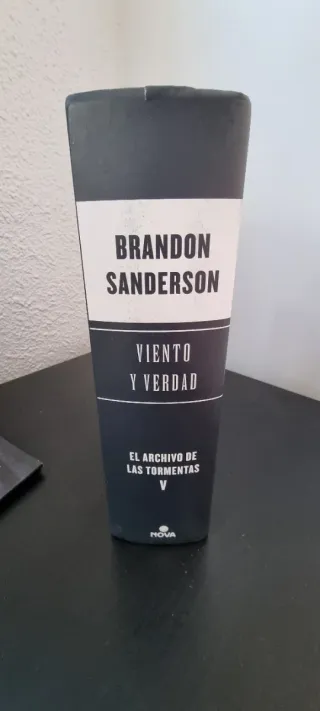 BRANDON
SANDERSON
VIENTO
Y VERDAD
EL ARCHIVO DE
LAS TORMENTAS
V
NOVA